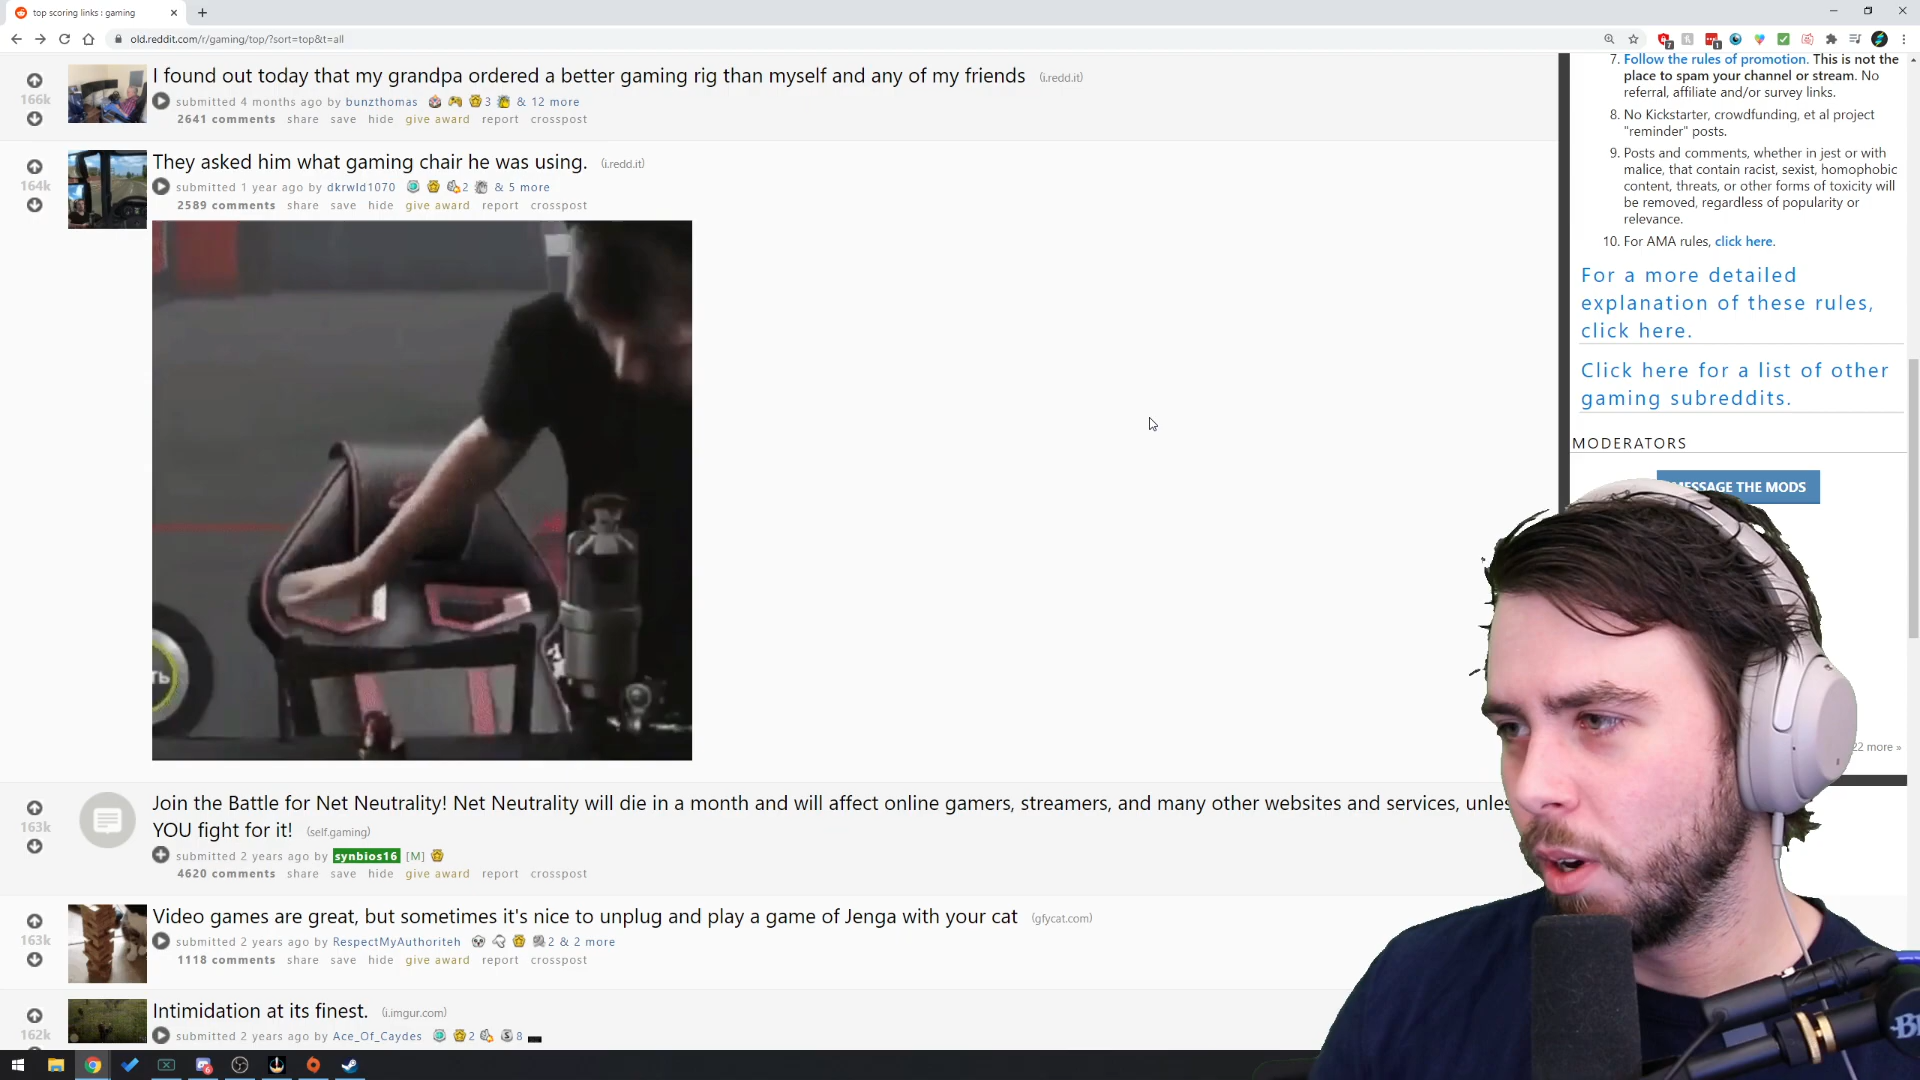 top scoring links : gaming
old.reddit.com/r/gaming/top/?sort=top&t=all
166k
I found out today that my grandpa ordered a better gaming rig than myself and any of my friends (i.redd.it)
submitted 4 months ago by bunzthomas 3 & 12 more
2641 comments share save hide give award report crosspost
164k
They asked him what gaming chair he was using. (i.redd.it)
submitted 1 year ago by dkrwld1070 2 & 5 more
2589 comments share save hide give award report crosspost
163k
Join the Battle for Net Neutrality! Net Neutrality will die in a month and will affect online gamers, streamers, and many other websites and services, unles
YOU fight for it! (self.gaming)
submitted 2 years ago by synbios16 [M]
4620 comments share save hide give award report crosspost
163k
Video games are great, but sometimes it's nice to unplug and play a game of Jenga with your cat (gfycat.com)
submitted 2 years ago by RespectMyAuthoriteh 2 & 2 more
1118 comments share save hide give award report crosspost
162k
Intimidation at its finest. (i.imgur.com)
submitted 2 years ago by Ace_Of_Caydes 2 8
7. Follow the rules of promotion. This is not the
place to spam your channel or stream. No
referral, affiliate and/or survey links.
8. No Kickstarter, crowdfunding, et al project
"reminder" posts.
9. Posts and comments, whether in jest or with
malice, that contain racist, sexist, homophobic
content, threats, or other forms of toxicity will
be removed, regardless of popularity or
relevance.
10. For AMA rules, click here.
For a more detailed
explanation of these rules,
click here.
Click here for a list of other
gaming subreddits.
MODERATORS
MESSAGE THE MODS
22 more »